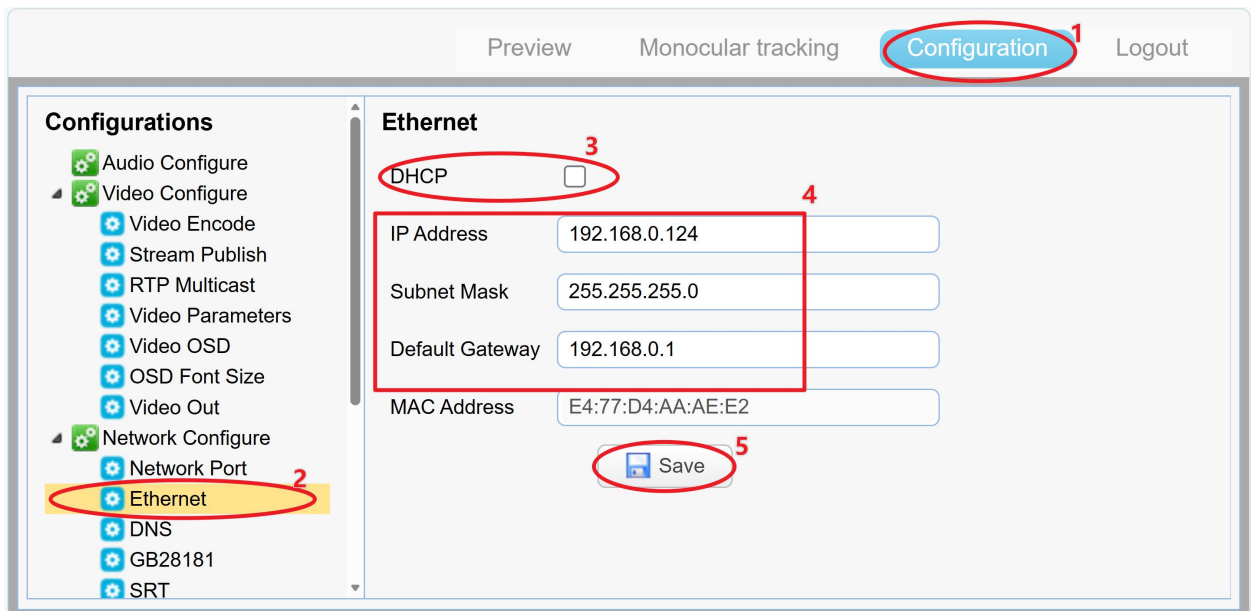 Preview Monocular tracking Configuration 1 Logout
Configurations
Audio Configure
Video Configure
Video Encode
Stream Publish
RTP Multicast
Video Parameters
Video OSD
OSD Font Size
Video Out
Network Configure
Network Port
2
Ethernet
DNS
GB28181
SRT
Ethernet
3
DHCP
4
IP Address 192.168.0.124
Subnet Mask 255.255.255.0
Default Gateway 192.168.0.1
MAC Address E4:77:D4:AA:AE:E2
5
Save